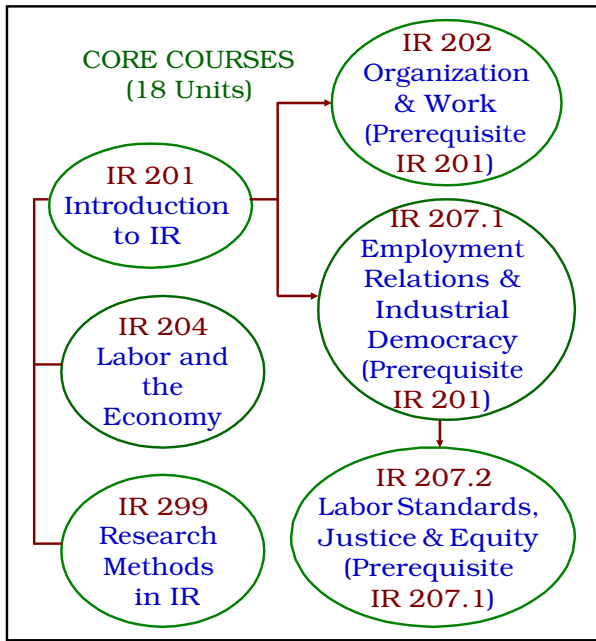 CORE COURSES
(18 Units)
IR 201
Introduction
to IR
IR 204
Labor and
the
Economy
IR 299
Research
Methods
in IR
IR 202
Organization
& Work
(Prerequisite
IR 201)
IR 207.1
Employment
Relations &
Industrial
Democracy
(Prerequisite
IR 201)
IR 207.2
Labor Standards,
Justice & Equity
(Prerequisite
IR 207.1)